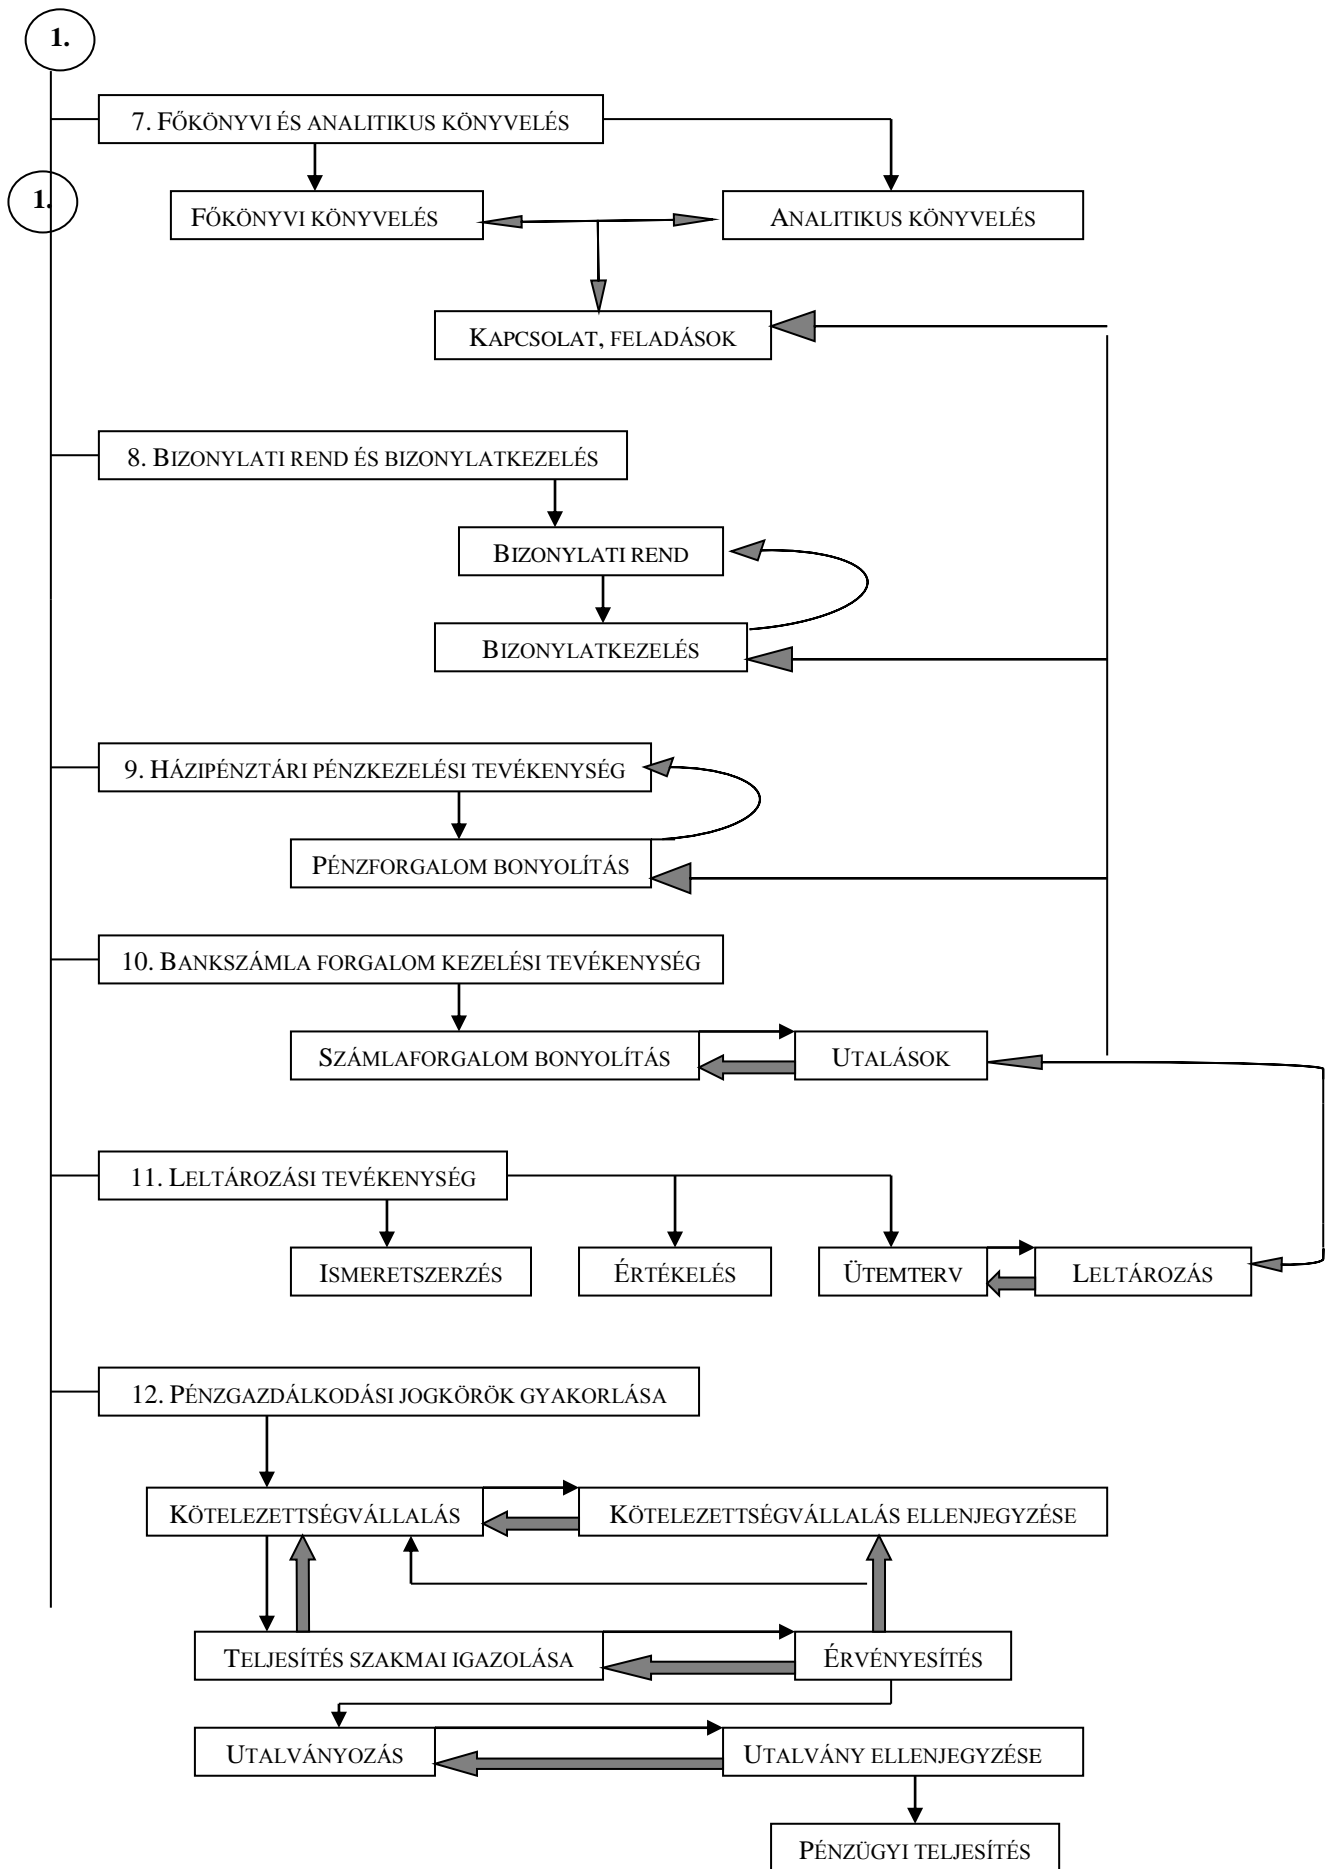 1.
7. FŐKÖNYVI ÉS ANALITIKUS KÖNYVELÉS
1.
FŐKÖNYVI KÖNYVELÉS
ANALITIKUS KÖNYVELÉS
KAPCSOLAT, FELADÁSOK
8. BIZONYLATI REND ÉS BIZONYLATKEZELÉS
BIZONYLATI REND
BIZONYLATKEZELÉS
9. HÁZIPÉNZTÁRI PÉNZKEZELÉSI TEVÉKENYSÉG
PÉNZFORGALOM BONYOLÍTÁS
10. BANKSZÁMLA FORGALOM KEZELÉSI TEVÉKENYSÉG
SZÁMLAFORGALOM BONYOLÍTÁS
UTALÁSOK
11. LELTÁROZÁSI TEVÉKENYSÉG
ISMERETSZERZÉS
ÉRTÉKELÉS
ÜTEMTERV
LELTÁROZÁS
12. PÉNZGAZDÁLKODÁSI JOGKÖRÖK GYAKORLÁSA
KÖTELEZETTSÉGVÁLLALÁS
KÖTELEZETTSÉGVÁLLALÁS ELLENJEGYZÉSE
TELJESÍTÉS SZAKMAI IGAZOLÁSA
ÉRVÉNYESÍTÉS
UTALVÁNYOZÁS
UTALVÁNY ELLENJEGYZÉSE
PÉNZÜGYI TELJESÍTÉS